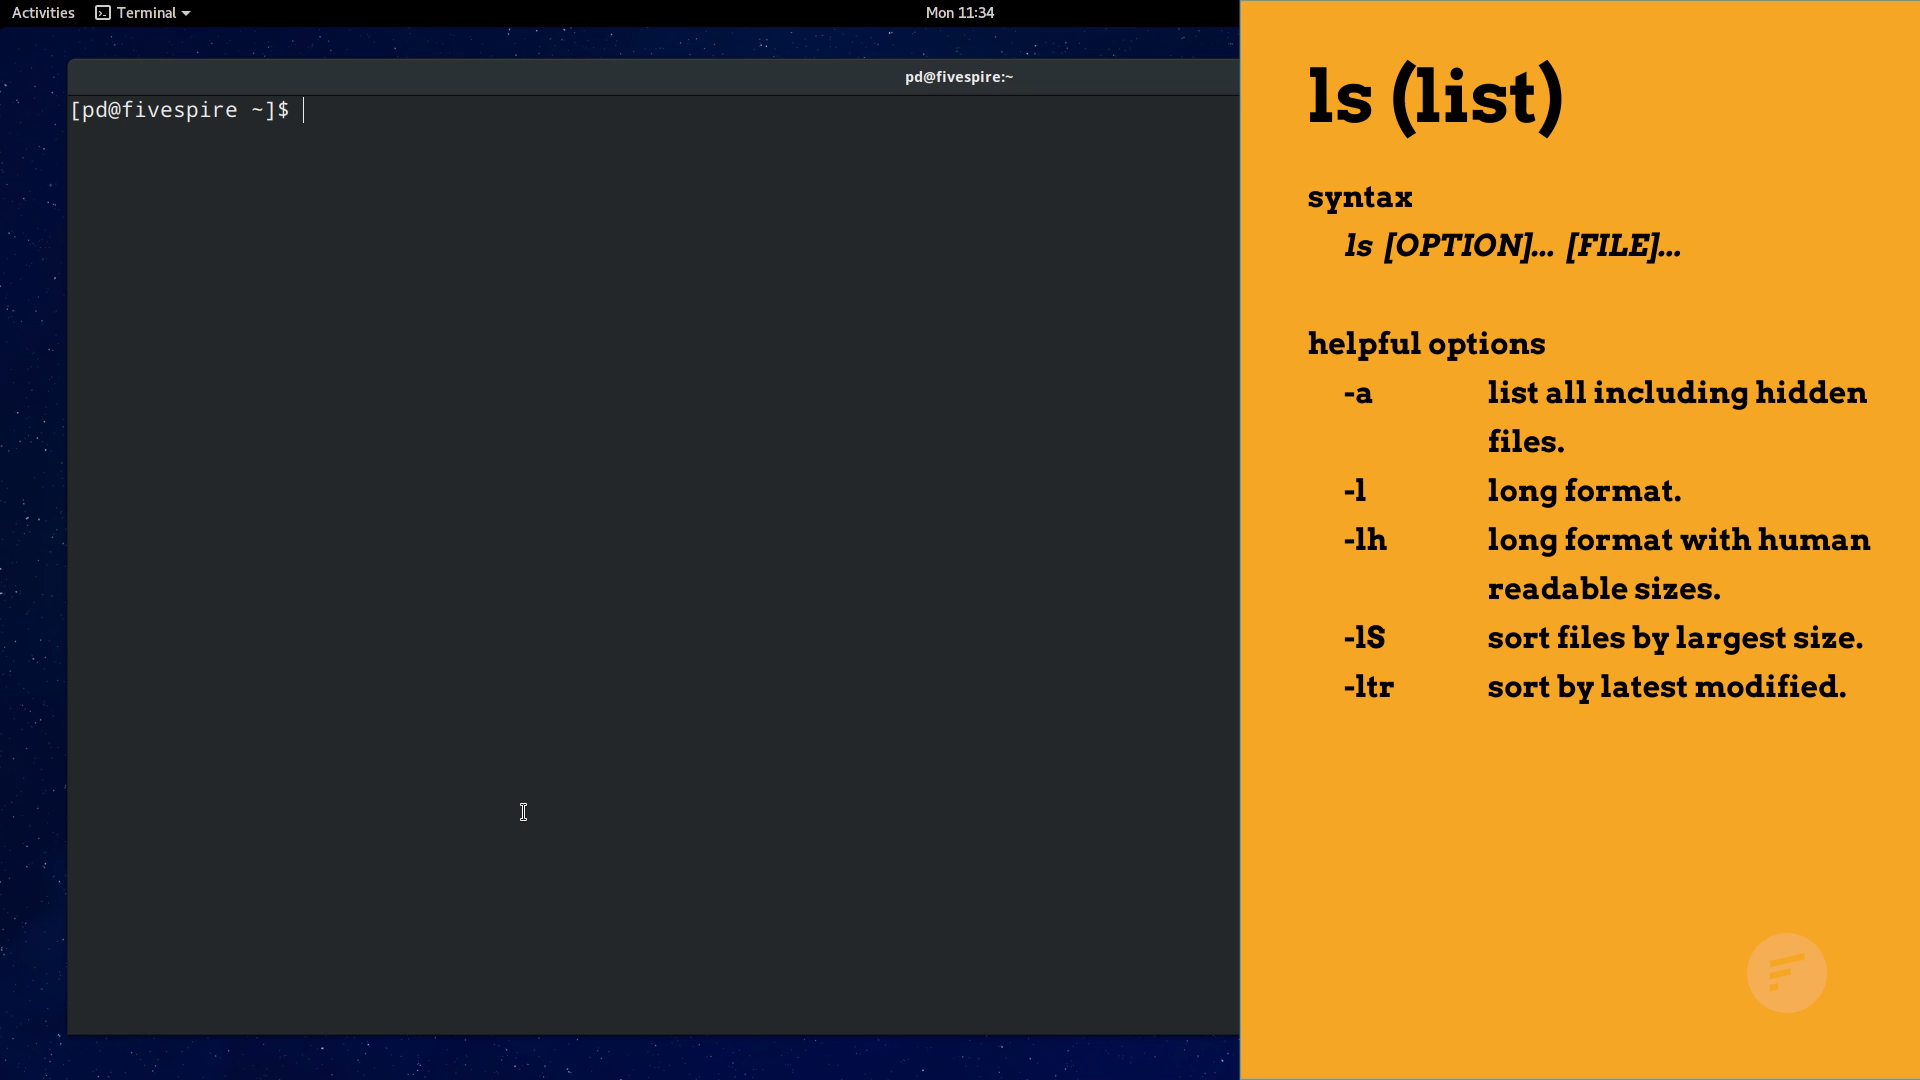 Activities
Terminal
Mon 11:34
pd@fivespire:~
[pd@fivespire ~]$
ls (list)
syntax
ls [OPTION]... [FILE]...
helpful options
-a list all including hidden
files.
-l long format.
-lh long format with human
readable sizes.
-lS sort files by largest size.
-ltr sort by latest modified.